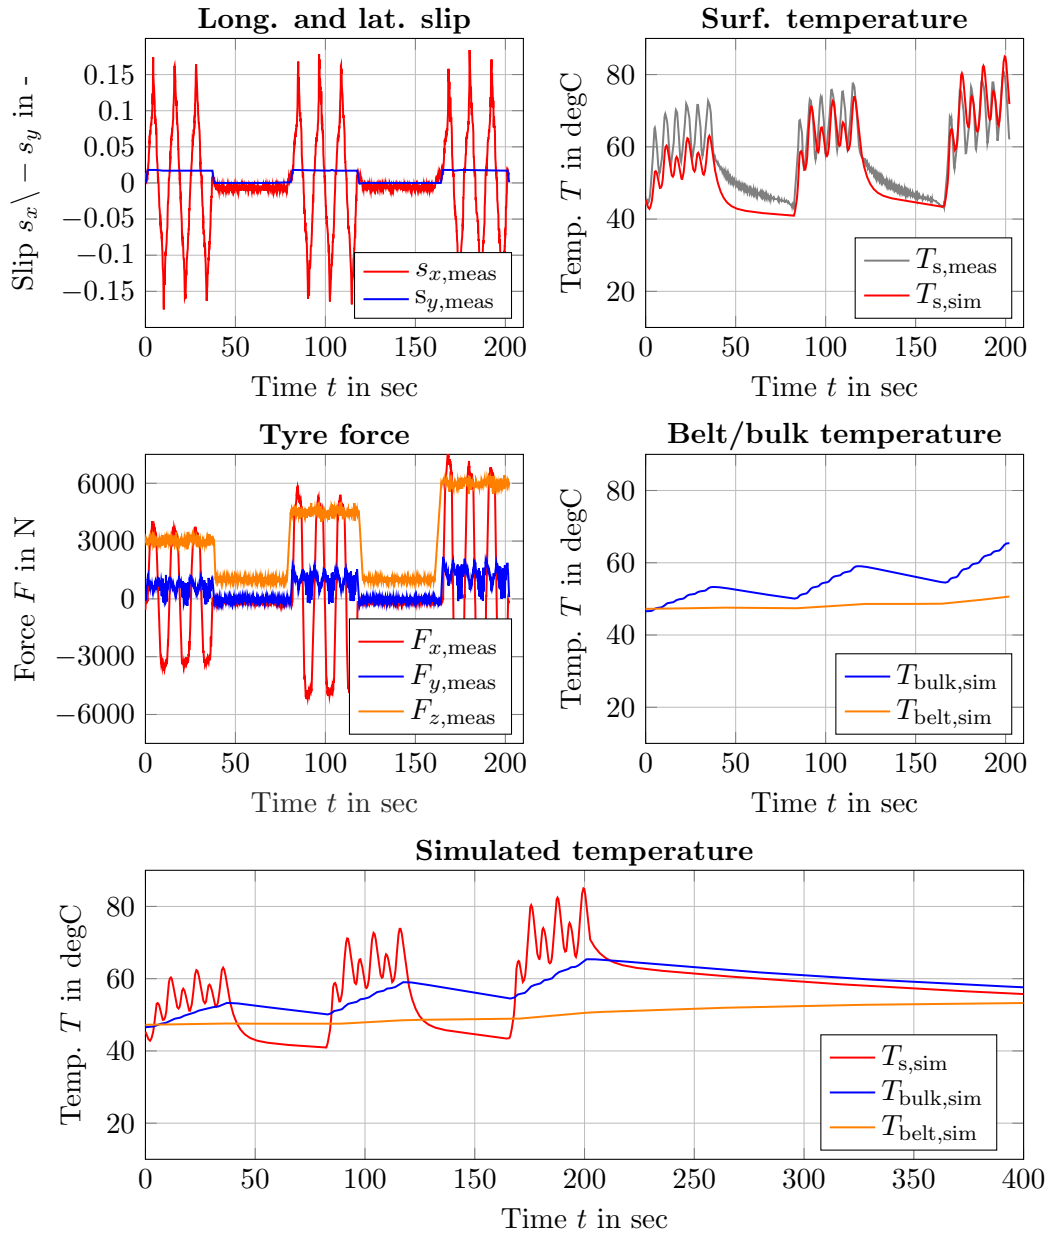 Long. and lat. slip
Slip s_x\ − s_y in -
0.15
0.1
0.05
0
−0.05
−0.1
−0.15
s_x,meas
s_y,meas
0 50 100 150 200
Time t in sec
Surf. temperature
Temp. T in degC
80
60
40
20
T_s,meas
T_s,sim
0 50 100 150 200
Time t in sec
Tyre force
Force F in N
6000
3000
0
−3000
−6000
F_x,meas
F_y,meas
F_z,meas
0 50 100 150 200
Time t in sec
Belt/bulk temperature
Temp. T in degC
80
60
40
20
T_bulk,sim
T_belt,sim
0 50 100 150 200
Time t in sec
Simulated temperature
Temp. T in degC
80
60
40
20
T_s,sim
T_bulk,sim
T_belt,sim
0 50 100 150 200 250 300 350 400
Time t in sec